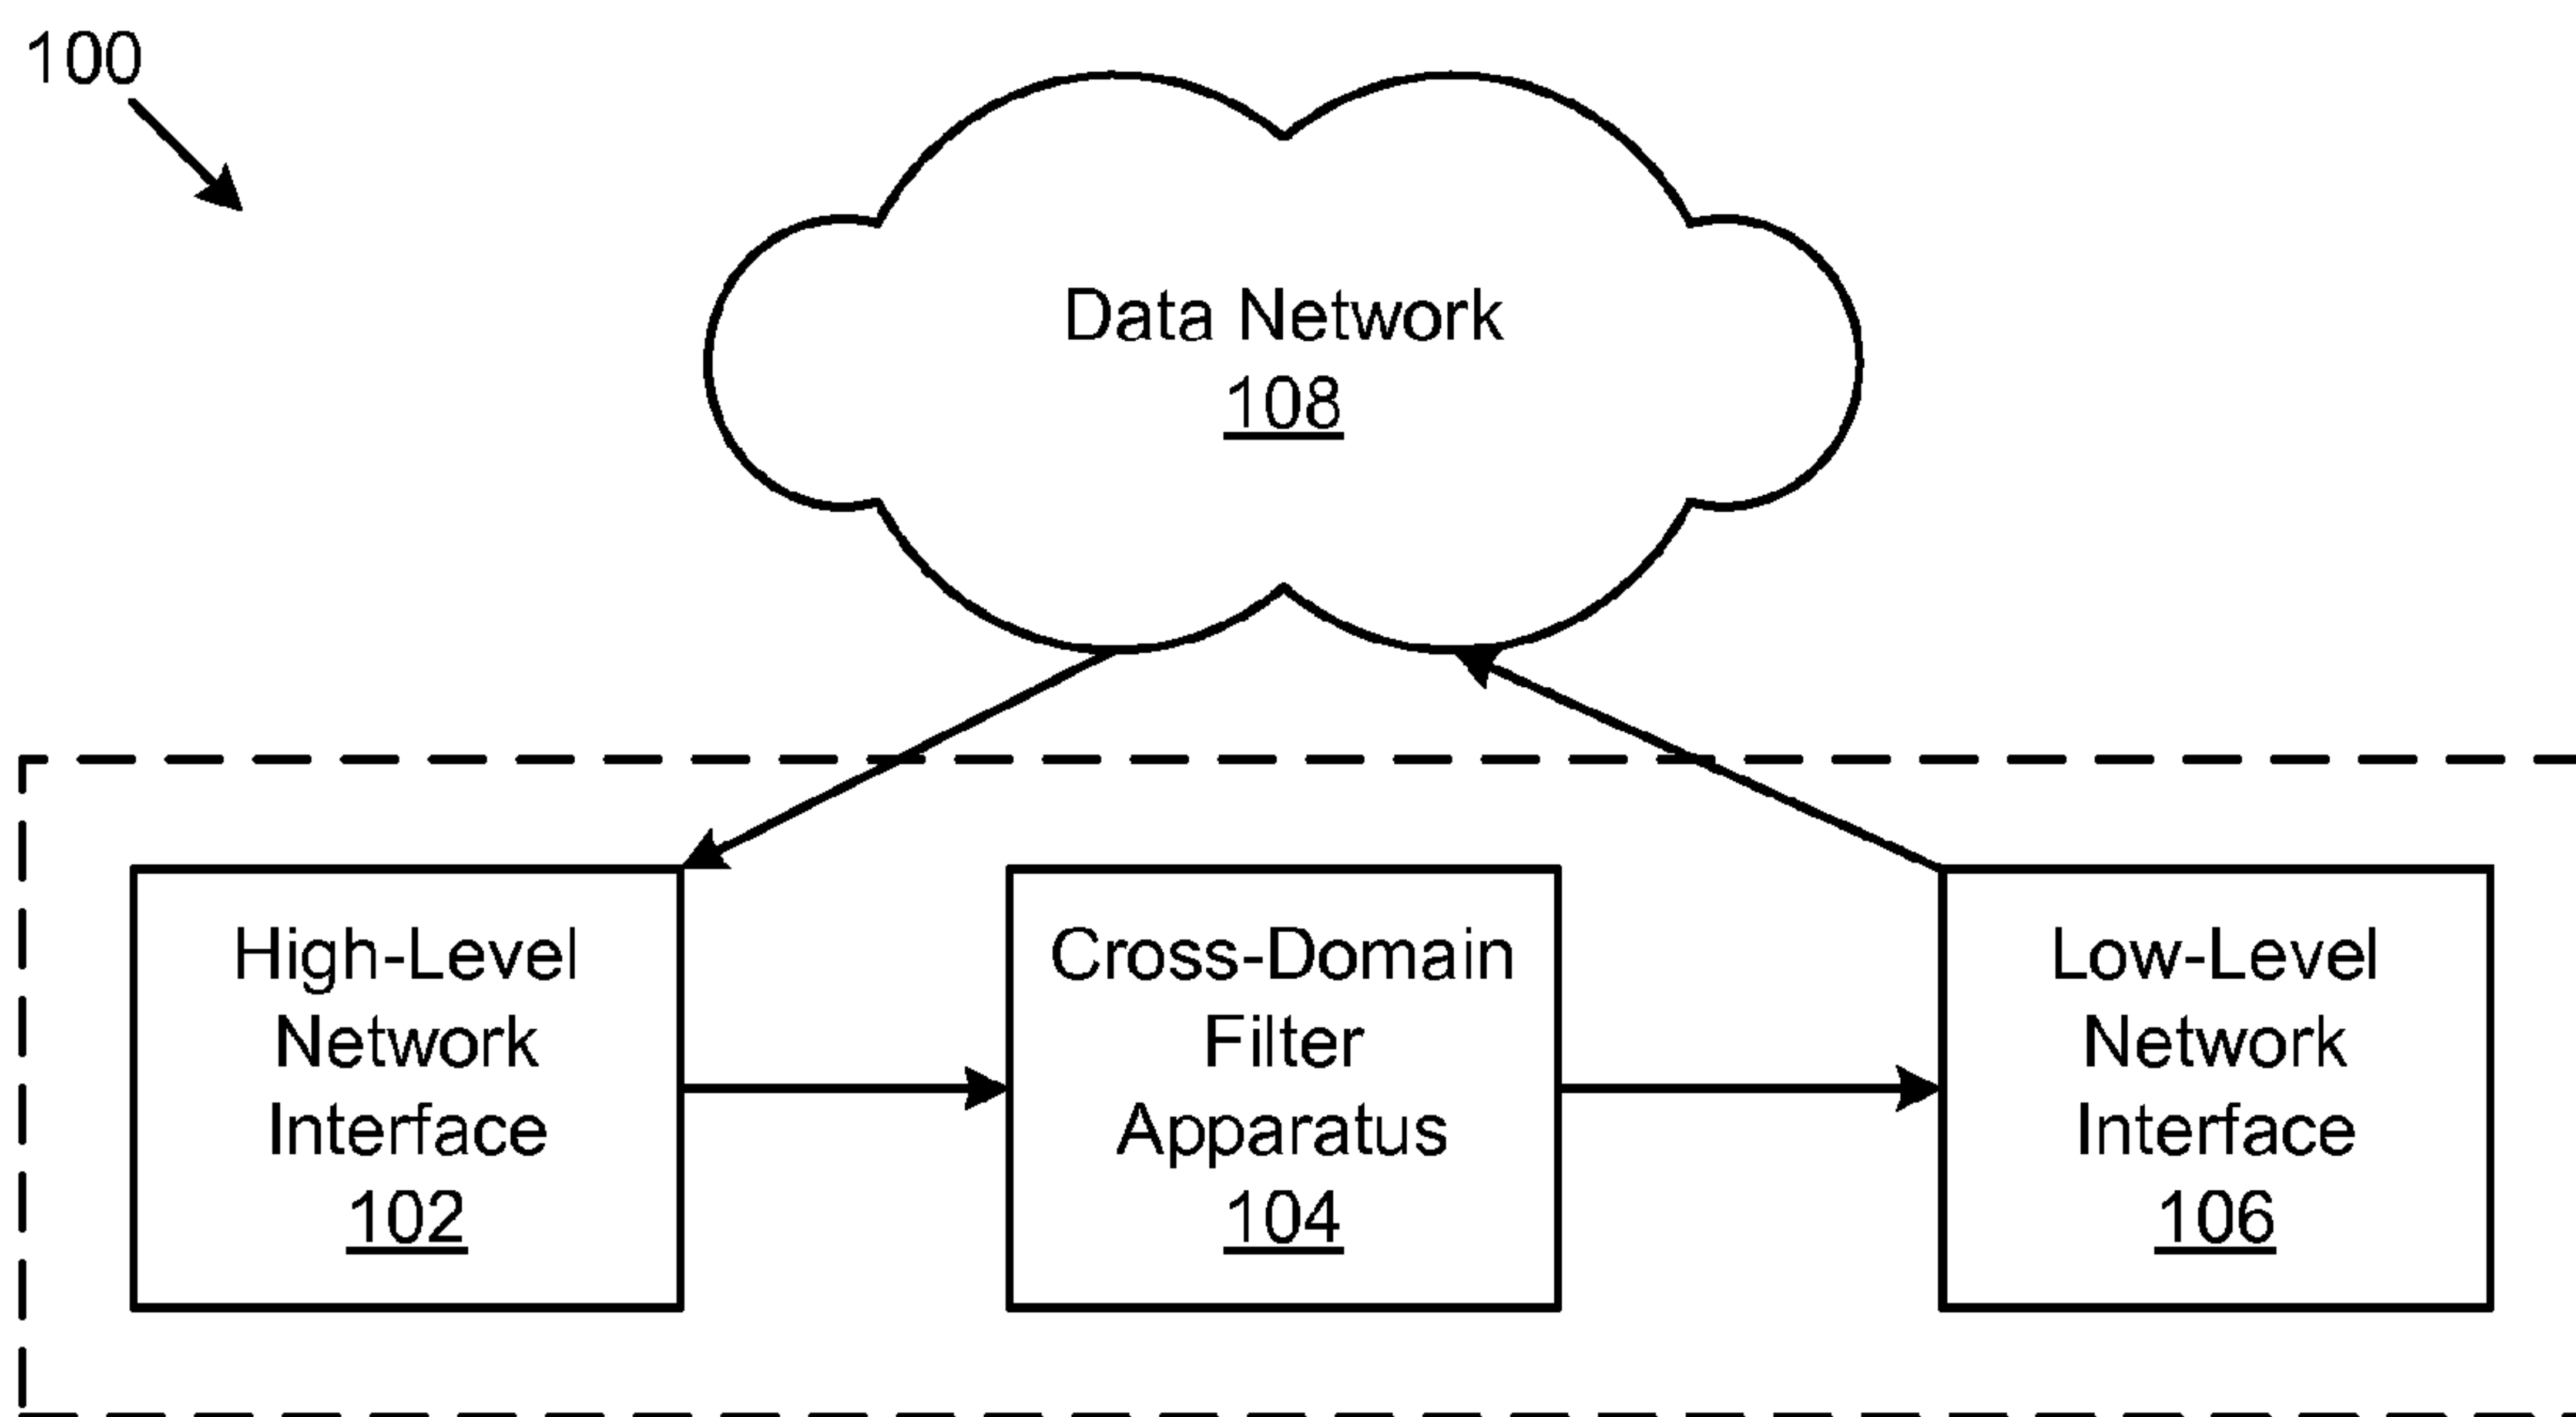 100
Data Network
108
High-Level
Network
Interface
102
Cross-Domain
Filter
Apparatus
104
Low-Level
Network
Interface
106